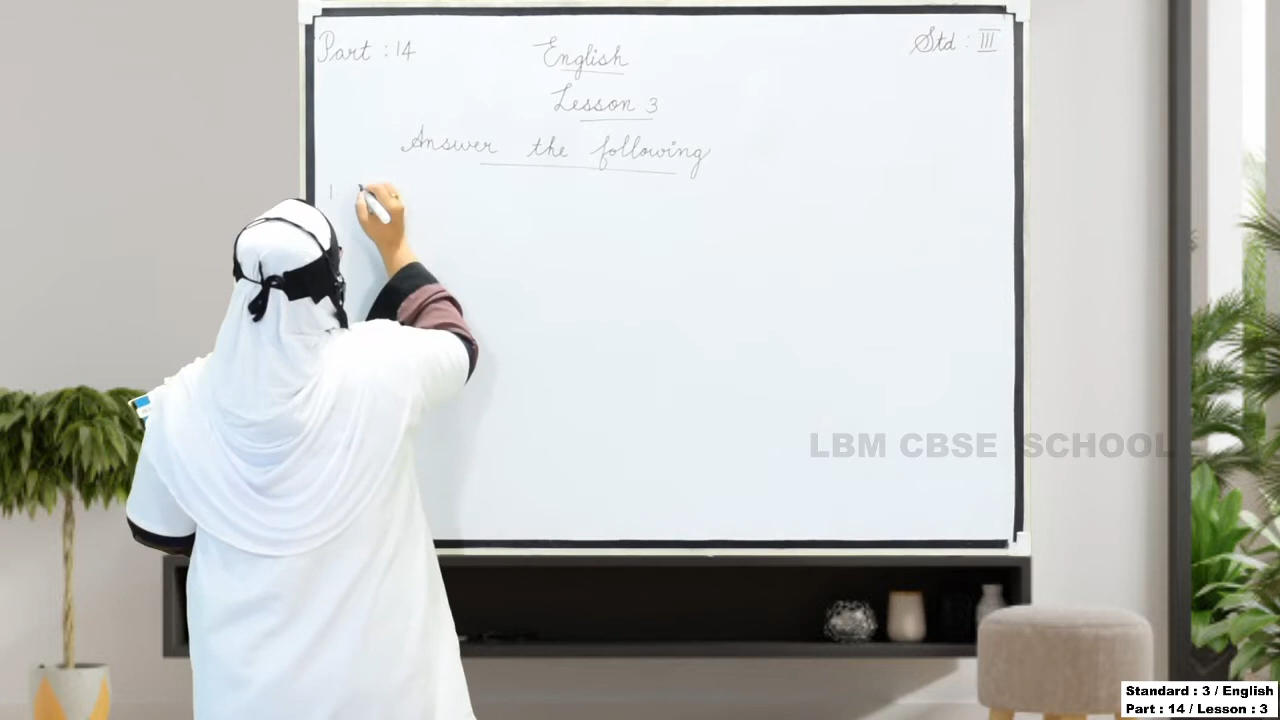 Part : 14
English
Std : III
Lesson 3
Answer the following
1
LBM CBSE SCHOOL
Standard : 3 / English
Part : 14 / Lesson : 3